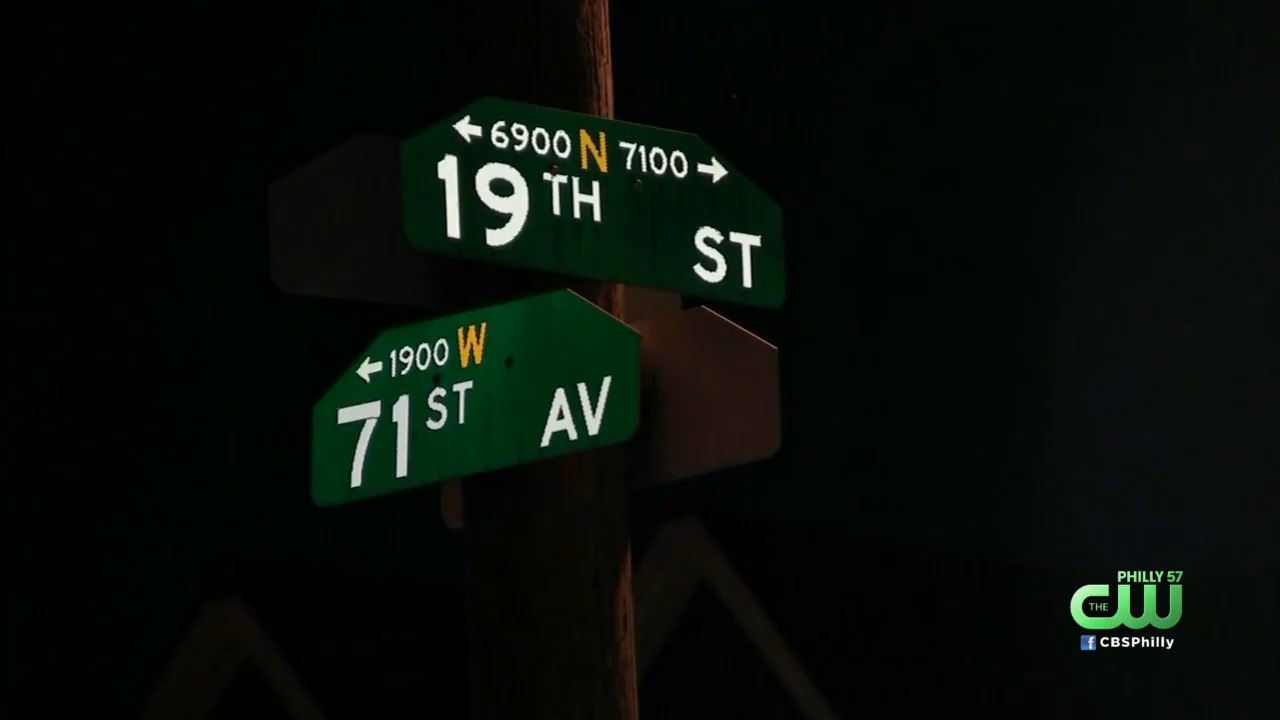 ← 6900 N 7100 →
19TH ST
← 1900 W
71ST AV
PHILLY 57
THE CW
f CBSPhilly